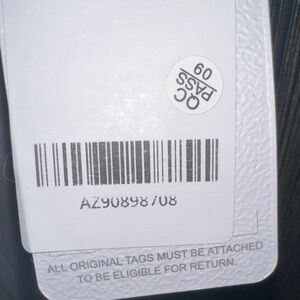 QC
PASS
09
AZ90898708
ALL ORIGINAL TAGS MUST BE ATTACHED
TO BE ELIGIBLE FOR RETURN.